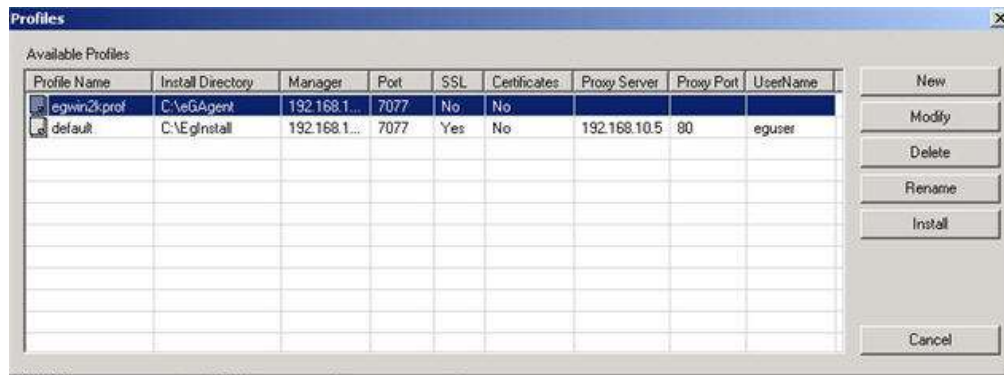 Profiles
Available Profiles
Profile Name Install Directory Manager Port SSL Certificates Proxy Server Proxy Port UserName
egwin2kprof C:\eGAgent 192.168.1... 7077 No No
default C:\EgInstall 192.168.1... 7077 Yes No 192.168.10.5 80 eguser
New
Modify
Delete
Rename
Install
Cancel